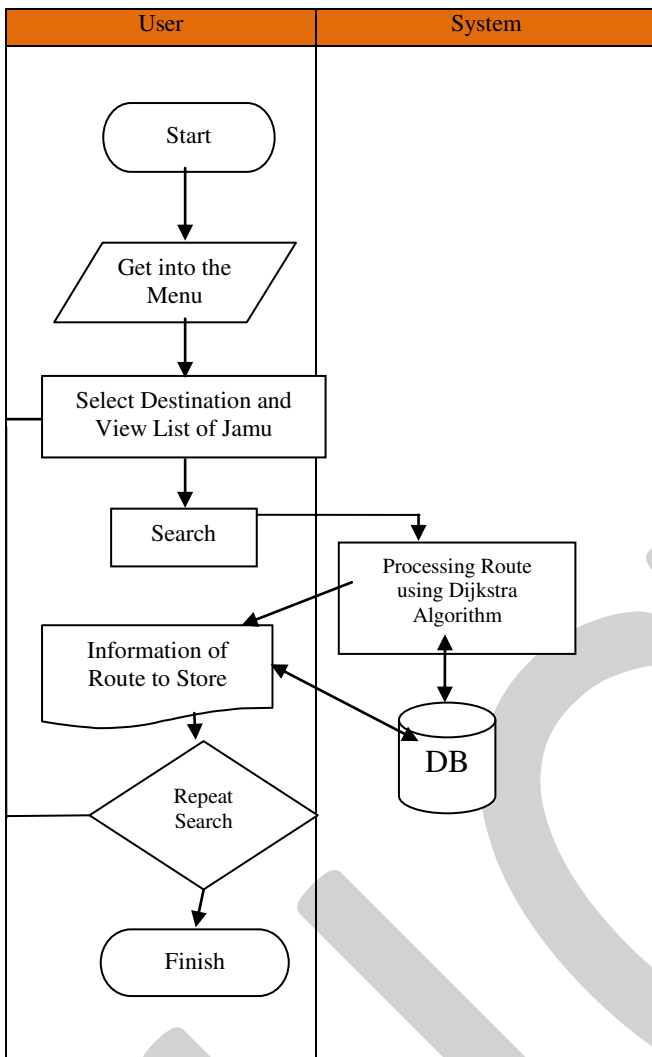 User
System
Start
Get into the
Menu
Select Destination and
View List of Jamu
Search
Processing Route
using Dijkstra
Algorithm
Information of
Route to Store
DB
Repeat
Search
Finish